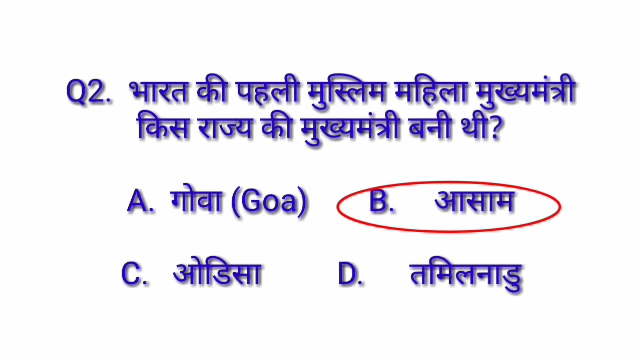 Q2. भारत की पहली मुस्लिम महिला मुख्यमंत्री
किस राज्य की मुख्यमंत्री बनी थी?
A. गोवा (Goa) B. आसाम
C. ओडिसा D. तमिलनाडु